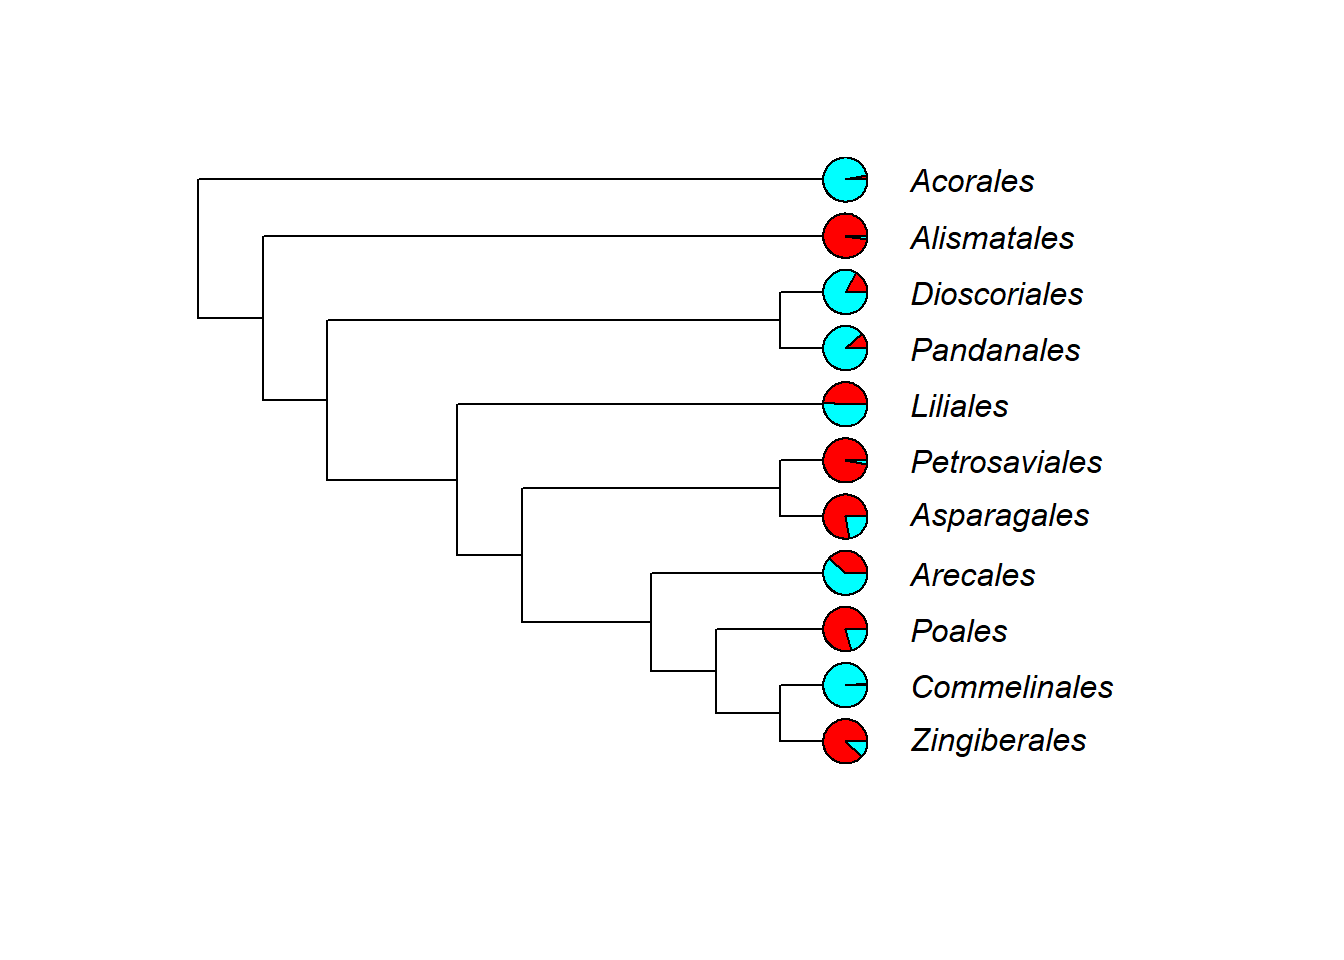 Acorales
Alismatales
Dioscoriales
Pandanales
Liliales
Petrosaviales
Asparagales
Arecales
Poales
Commelinales
Zingiberales